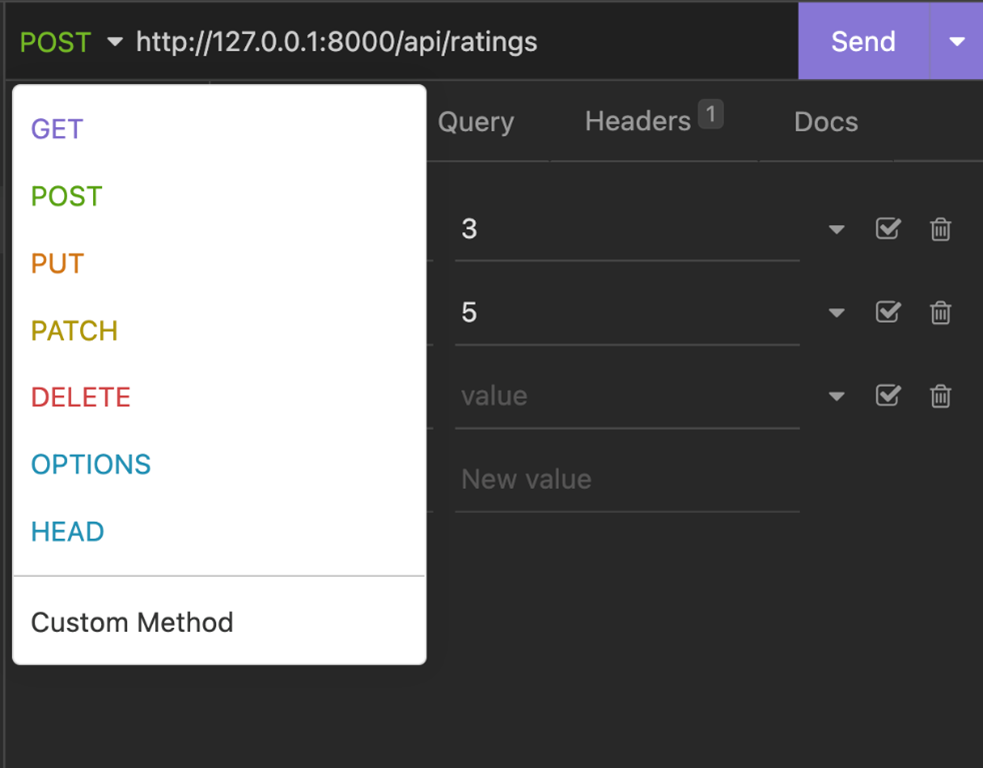 POST http://127.0.0.1:8000/api/ratings Send
GET
Query Headers 1 Docs
POST
3
PUT
5
PATCH
DELETE
value
OPTIONS
New value
HEAD
Custom Method